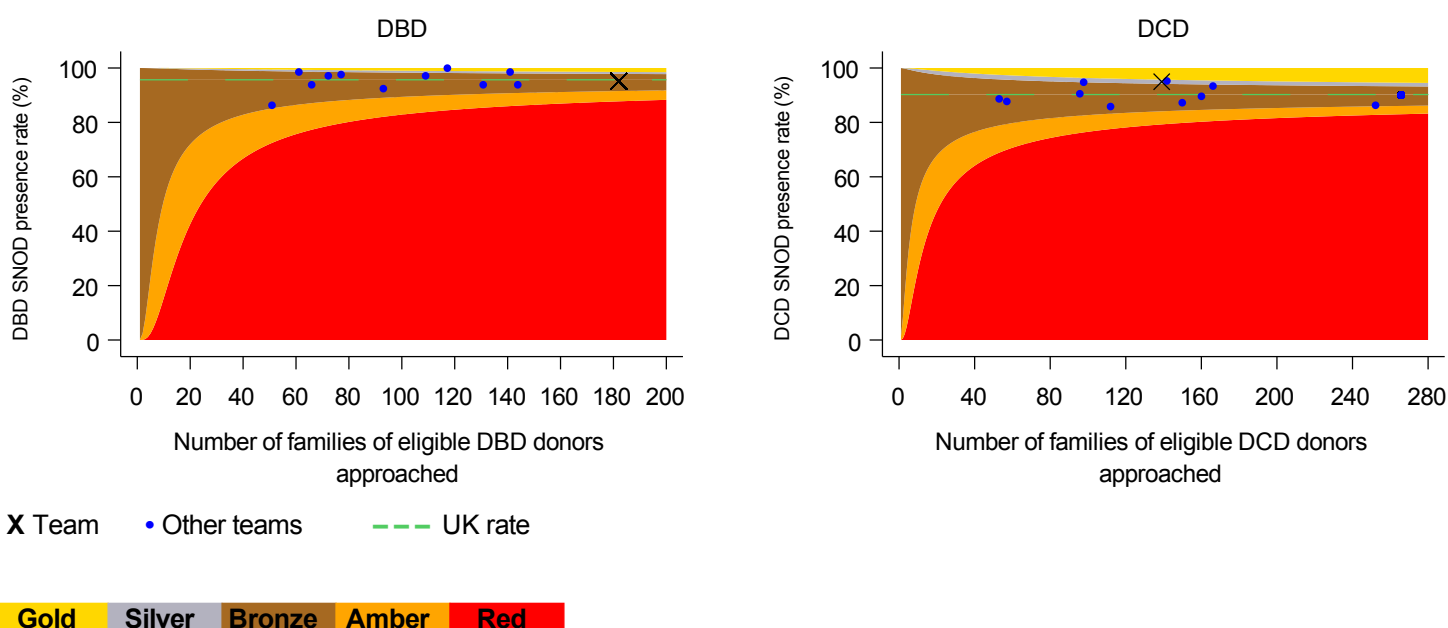 DBD
DBD SNOD presence rate (%)
100
80
60
40
20
0
0 20 40 60 80 100 120 140 160 180 200
Number of families of eligible DBD donors
approached
DCD
DCD SNOD presence rate (%)
100
80
60
40
20
0
0 40 80 120 160 200 240 280
Number of families of eligible DCD donors
approached
X Team Other teams UK rate
Gold Silver Bronze Amber Red